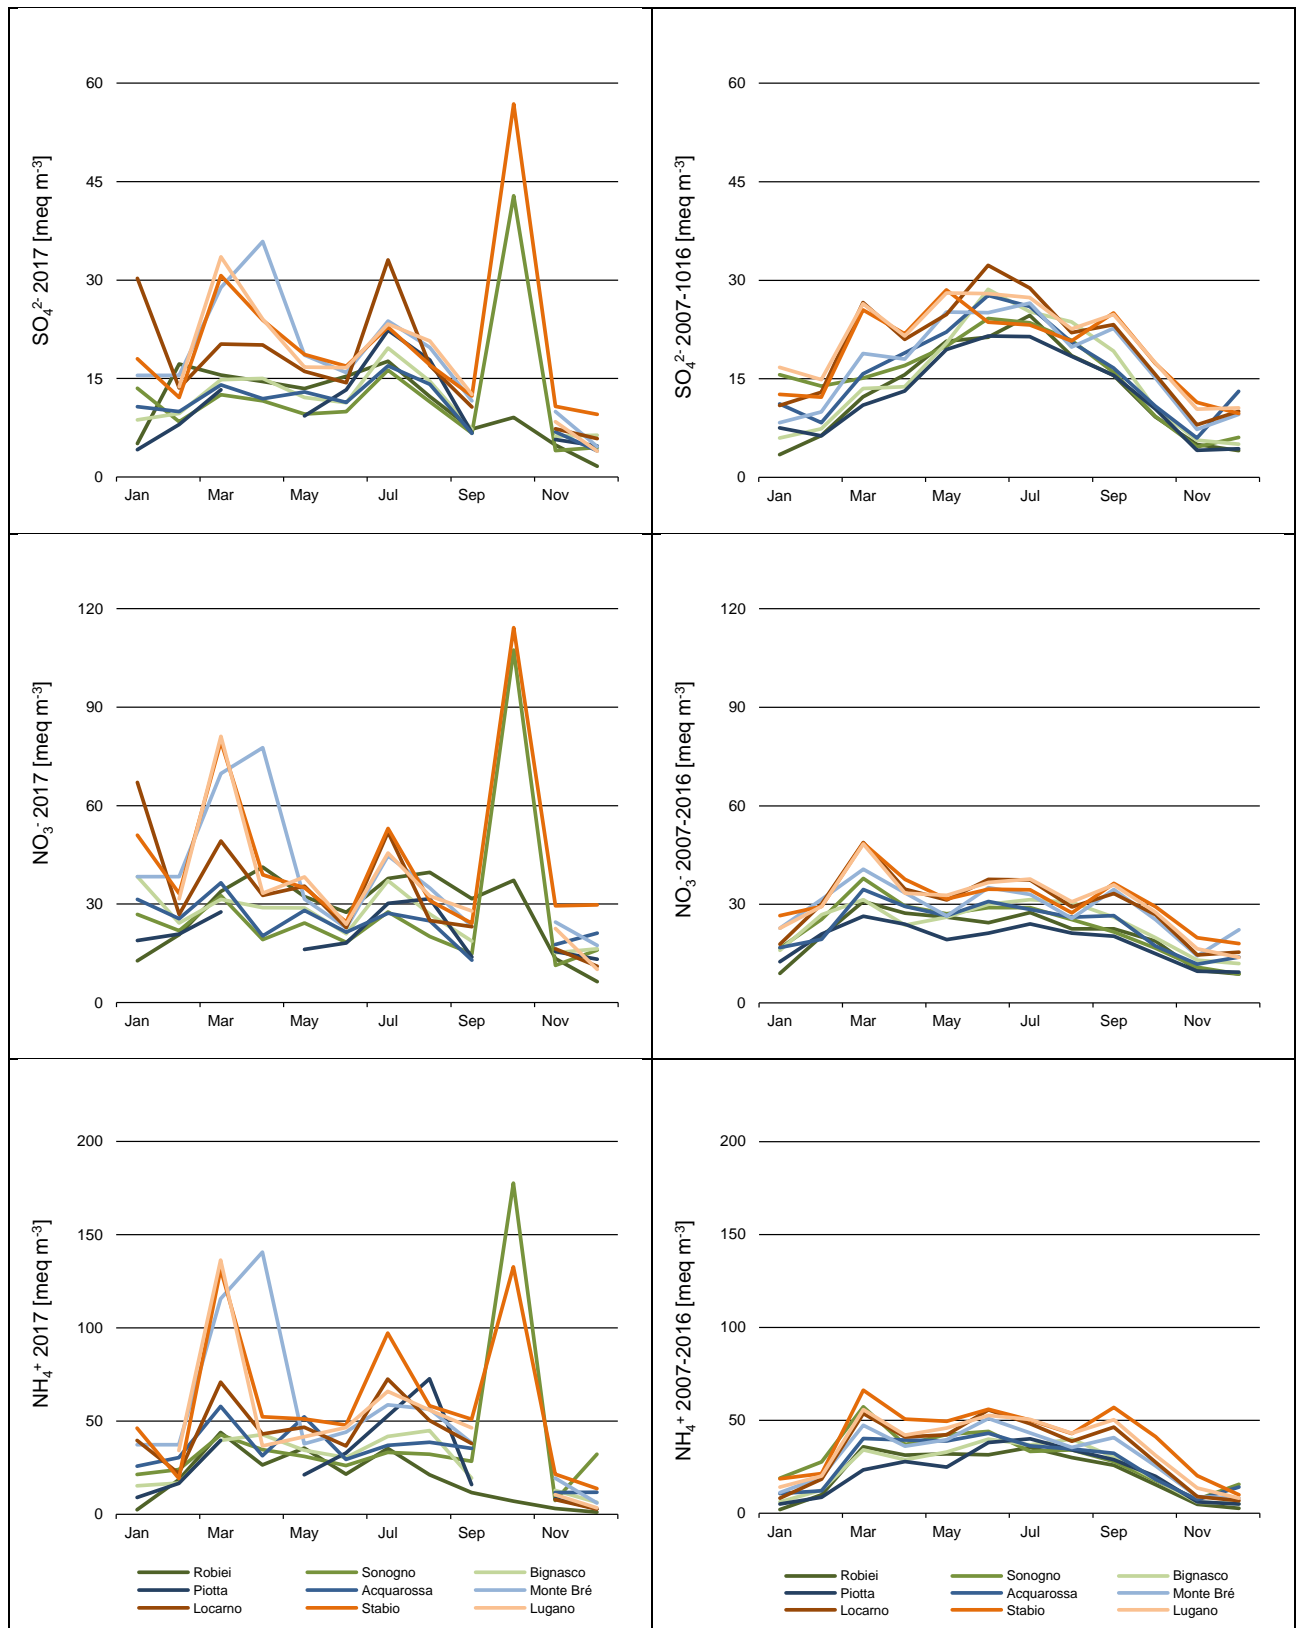 60
45
30
15
0
SO₄²⁻ 2017 [meq m⁻³]
Jan Mar May Jul Sep Nov
60
45
30
15
0
SO₄²⁻ 2007-1016 [meq m⁻³]
Jan Mar May Jul Sep Nov
120
90
60
30
0
NO₃⁻ 2017 [meq m⁻³]
Jan Mar May Jul Sep Nov
120
90
60
30
0
NO₃⁻ 2007-2016 [meq m⁻³]
Jan Mar May Jul Sep Nov
200
150
100
50
0
NH₄⁺ 2017 [meq m⁻³]
Jan Mar May Jul Sep Nov
Robiei Sonogno Bignasco
Piotta Acquarossa Monte Bré
Locarno Stabio Lugano
200
150
100
50
0
NH₄⁺ 2007-2016 [meq m⁻³]
Jan Mar May Jul Sep Nov
Robiei Sonogno Bignasco
Piotta Acquarossa Monte Bré
Locarno Stabio Lugano